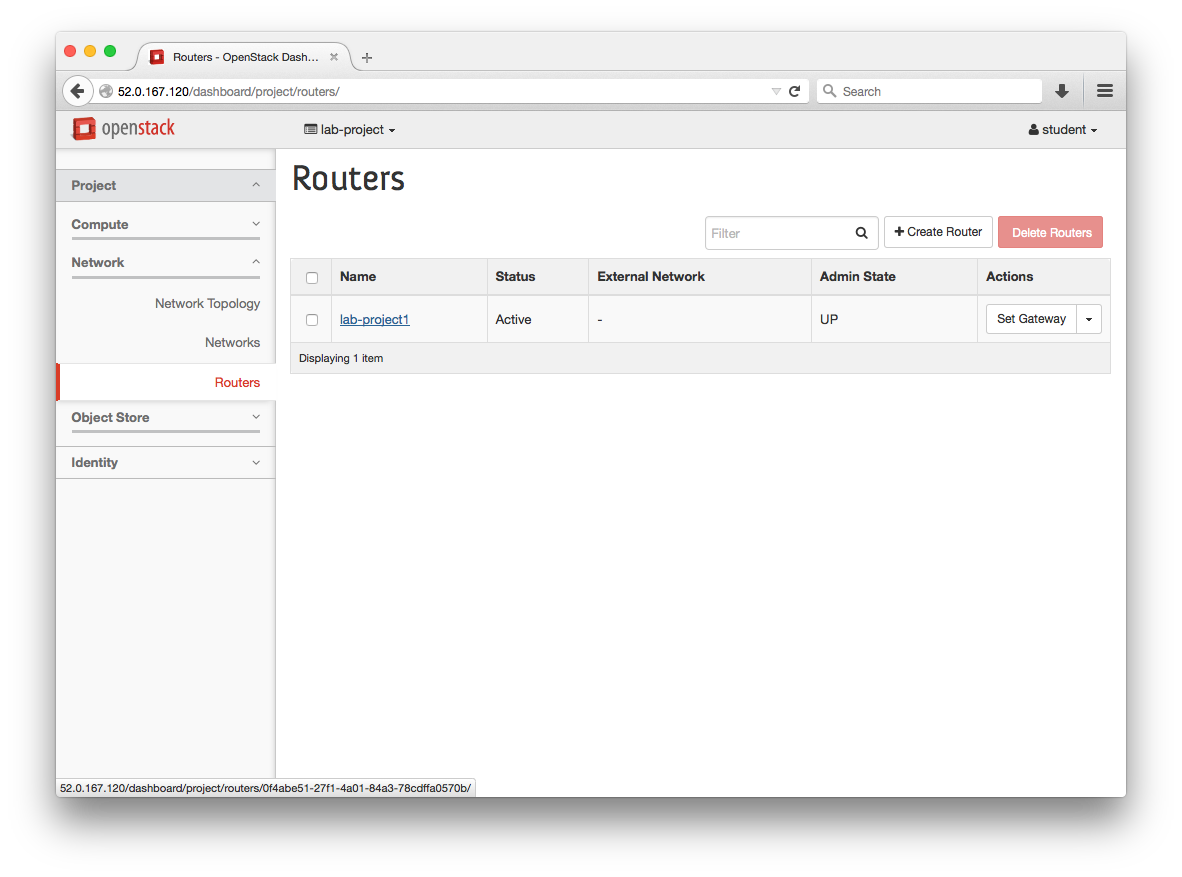 Routers - OpenStack Dash...
52.0.167.120/dashboard/project/routers/
Search
openstack
lab-project
student
Project
Compute
Network
Network Topology
Networks
Routers
Object Store
Identity
Routers
Filter
+ Create Router
Delete Routers
Name Status External Network Admin State Actions
lab-project1 Active - UP Set Gateway
Displaying 1 item
52.0.167.120/dashboard/project/routers/0f4abe51-27f1-4a01-84a3-78cdffa0570b/